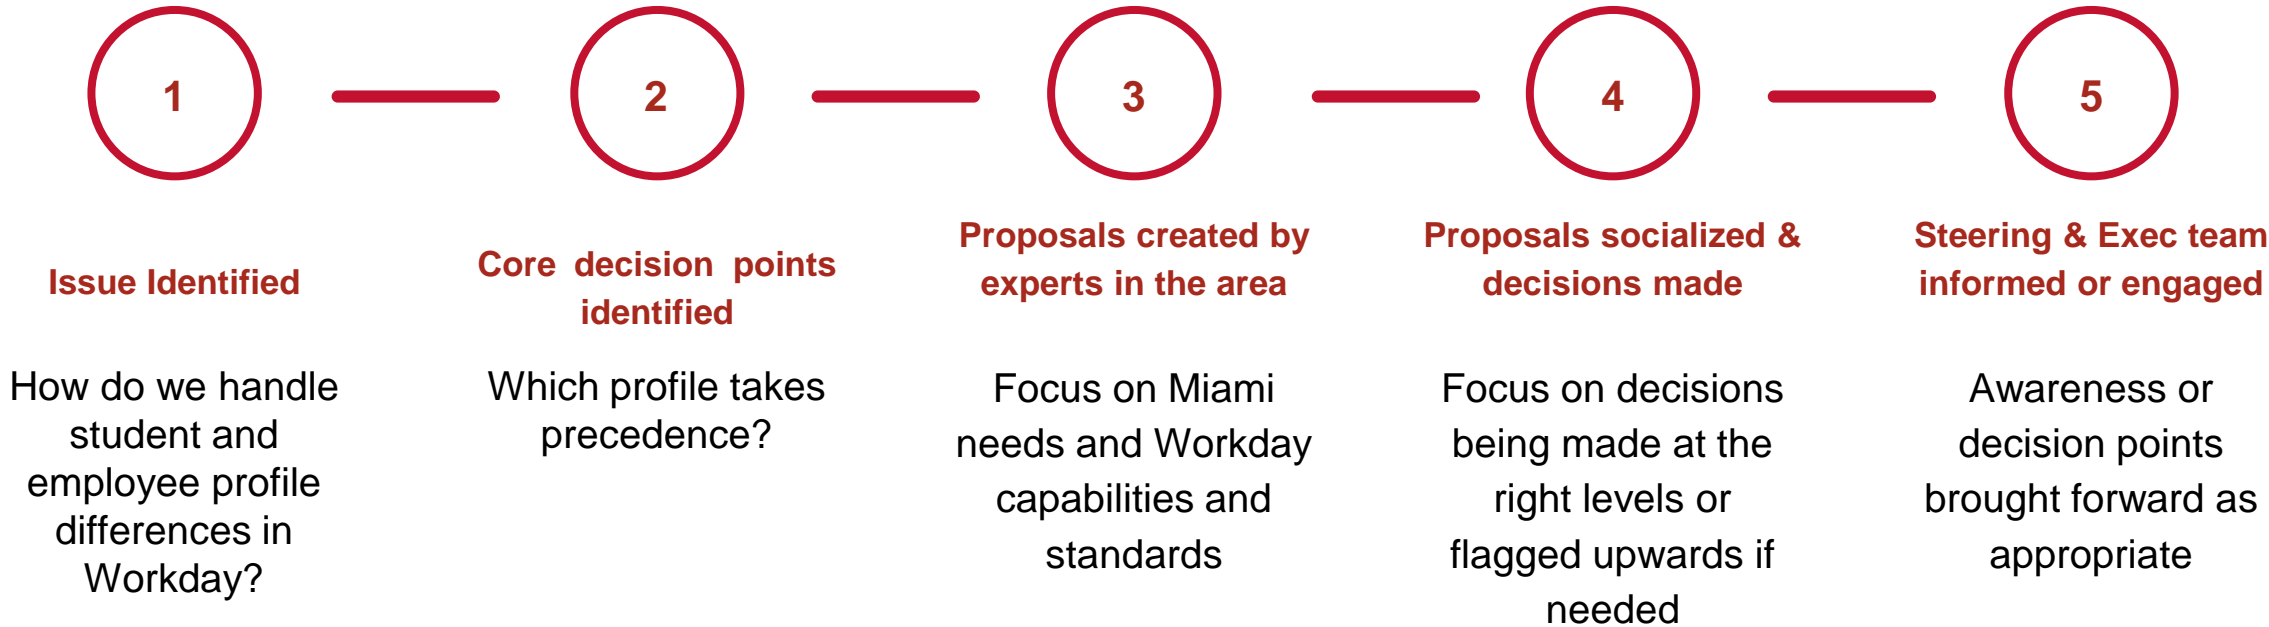 1
Issue Identified
How do we handle
student and
employee profile
differences in
Workday?
2
Core decision points
identified
Which profile takes
precedence?
3
Proposals created by
experts in the area
Focus on Miami
needs and Workday
capabilities and
standards
4
Proposals socialized &
decisions made
Focus on decisions
being made at the
right levels or
flagged upwards if
needed
5
Steering & Exec team
informed or engaged
Awareness or
decision points
brought forward as
appropriate